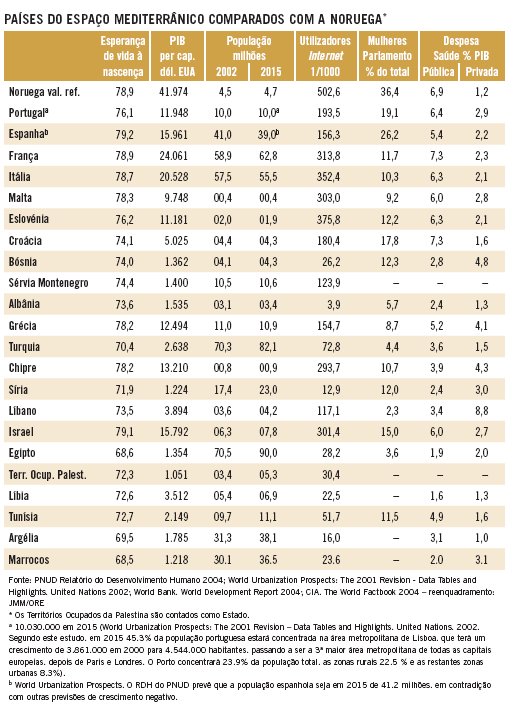 PAÍSES DO ESPAÇO MEDITERRÂNICO COMPARADOS COM A NORUEGA*
Esperança de vida à nascença PIB per cap. dól. EUA População milhões 2002 2015 Utilizadores Internet 1/1000 Mulheres Parlamento % do total Despesa Saúde % PIB Pública Privada
Noruega val. ref. 78,9 41.974 4,5 4,7 502,6 36,4 6,9 1,2
Portugalª 76,1 11.948 10,0 10,0ª 193,5 19,1 6,4 2,9
Espanhaᵇ 79,2 15.961 41,0 39,0ᵇ 156,3 26,2 5,4 2,2
França 78,9 24.061 58,9 62,8 313,8 11,7 7,3 2,3
Itália 78,7 20.528 57,5 55,5 352,4 10,3 6,3 2,1
Malta 78,3 9.748 00,4 00,4 303,0 9,2 6,0 2,8
Eslovénia 76,2 11.181 02,0 01,9 375,8 12,2 6,3 2,1
Croácia 74,1 5.025 04,4 04,3 180,4 17,8 7,3 1,6
Bósnia 74,0 1.362 04,1 04,3 26,2 12,3 2,8 4,8
Sérvia Montenegro 74,4 1.400 10,5 10,6 123,9 – – –
Albânia 73,6 1.535 03,1 03,4 3,9 5,7 2,4 1,3
Grécia 78,2 12.494 11,0 10,9 154,7 8,7 5,2 4,1
Turquia 70,4 2.638 70,3 82,1 72,8 4,4 3,6 1,5
Chipre 78,2 13.210 00,8 00,9 293,7 10,7 3,9 4,3
Síria 71,9 1.224 17,4 23,0 12,9 12,0 2,4 3,0
Líbano 73,5 3.894 03,6 04,2 117,1 2,3 3,4 8,8
Israel 79,1 15.792 06,3 07,8 301,4 15,0 6,0 2,7
Egipto 68,6 1.354 70,5 90,0 28,2 3,6 1,9 2,0
Terr. Ocup. Palest. 72,3 1.051 03,4 05,3 30,4 – – –
Líbia 72,6 3.512 05,4 06,9 22,5 – 1,6 1,3
Tunísia 72,7 2.149 09,7 11,1 51,7 11,5 4,9 1,6
Argélia 69,5 1.785 31,3 38,1 16,0 – 3,1 1,0
Marrocos 68,5 1.218 30.1 36.5 23.6 – 2.0 3.1
Fonte: PNUD Relatório do Desenvolvimento Humano 2004; World Urbanization Prospects: The 2001 Revision - Data Tables and
Highlights. United Nations 2002; World Bank. World Development Report 2004; CIA. The World Factbook 2004 – reenquadramento:
JMM/ORE
* Os Territórios Ocupados da Palestina são contados como Estado.
ª 10.030.000 em 2015 (World Urbanization Prospects: The 2001 Revision – Data Tables and Highlights. United Nations. 2002.
Segundo este estudo. em 2015 45.3% da população portuguesa estará concentrada na área metropolitana de Lisboa. que terá um
crescimento de 3.861.000 em 2000 para 4.544.000 habitantes. passando a ser a 3ª maior área metropolitana de todas as capitais
europeias. depois de Paris e Londres. O Porto concentrará 23.9% da população total. as zonas rurais 22.5 % e as restantes zonas
urbanas 8.3%).
ᵇ World Urbanization Prospects. O RDH do PNUD prevê que a população espanhola seja em 2015 de 41.2 milhões. em contradição
com outras previsões de crescimento negativo.